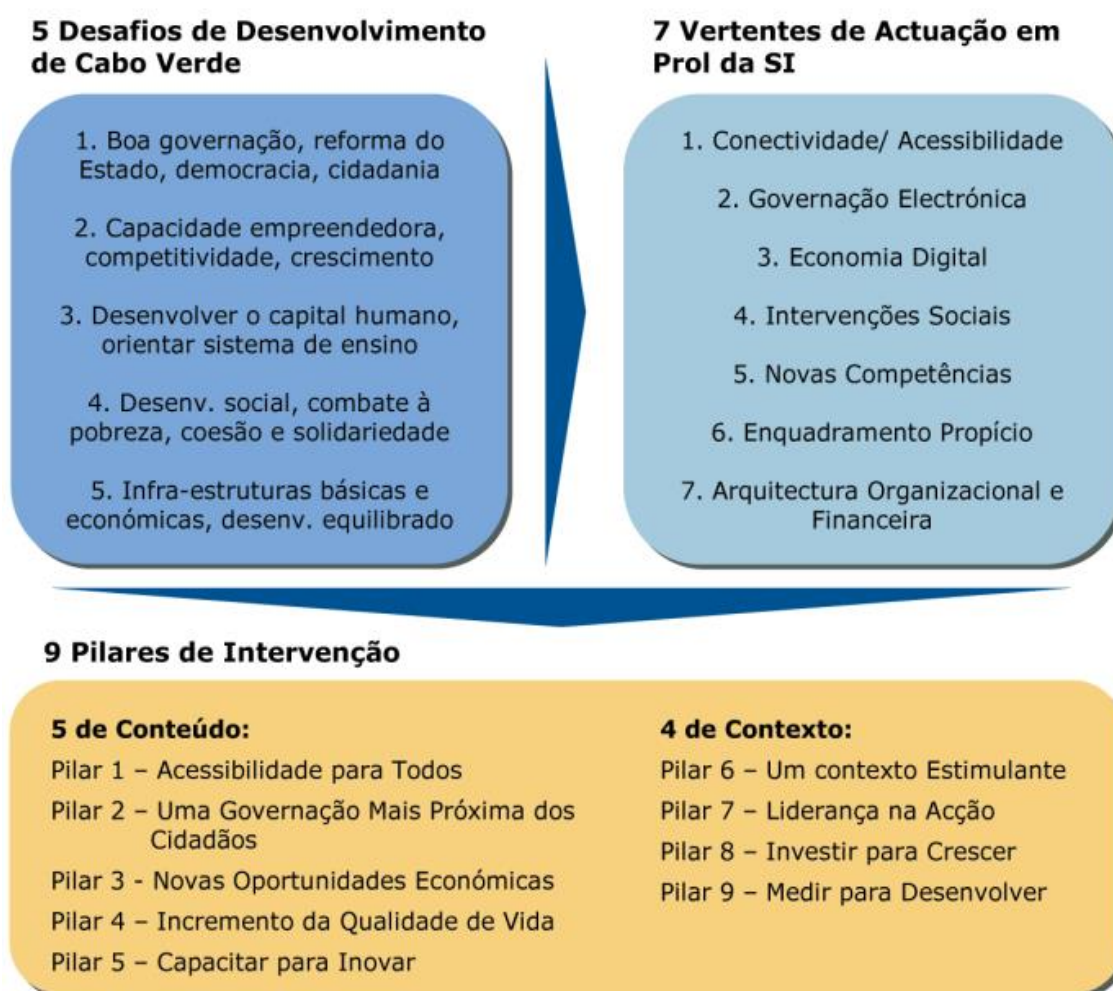 5 Desafios de Desenvolvimento
de Cabo Verde
1. Boa governação, reforma do
Estado, democracia, cidadania
2. Capacidade empreendedora,
competitividade, crescimento
3. Desenvolver o capital humano,
orientar sistema de ensino
4. Desenv. social, combate à
pobreza, coesão e solidariedade
5. Infra-estruturas básicas e
económicas, desenv. equilibrado
7 Vertentes de Actuação em
Prol da SI
1. Conectividade/ Acessibilidade
2. Governação Electrónica
3. Economia Digital
4. Intervenções Sociais
5. Novas Competências
6. Enquadramento Propício
7. Arquitectura Organizacional e
Financeira
9 Pilares de Intervenção
5 de Conteúdo:
Pilar 1 – Acessibilidade para Todos
Pilar 2 – Uma Governação Mais Próxima dos
Cidadãos
Pilar 3 - Novas Oportunidades Económicas
Pilar 4 – Incremento da Qualidade de Vida
Pilar 5 – Capacitar para Inovar
4 de Contexto:
Pilar 6 – Um contexto Estimulante
Pilar 7 – Liderança na Acção
Pilar 8 – Investir para Crescer
Pilar 9 – Medir para Desenvolver